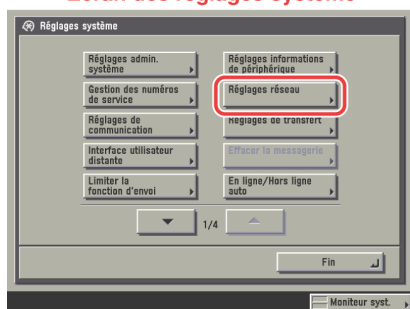 Écran des réglages système
Réglages système
Réglages admin.
système
Réglages informations
de périphérique
Gestion des numéros
de service
Réglages réseau
Réglages de
communication
Réglages de transfert
Interface utilisateur
distante
Effacer la messagerie
Limiter la
fonction d'envoi
En ligne/Hors ligne
auto
1/4
Fin
Moniteur syst.